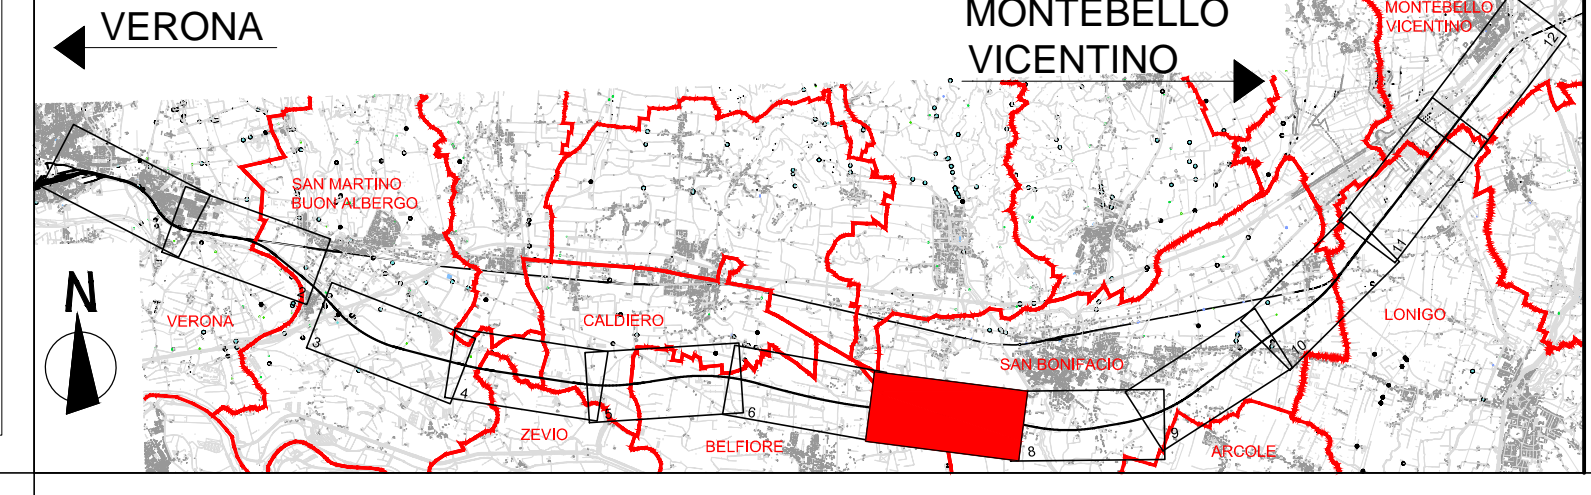 VERONA
MONTEBELLO
VICENTINO
MONTEBELLO
VICENTINO
12
SAN MARTINO
BUON ALBERGO
1
2
N
VERONA
3
CALDIERO
LONIGO
11
SAN BONIFACIO
10
4
5
6
ZEVIO
BELFIORE
8
9
ARCOLE